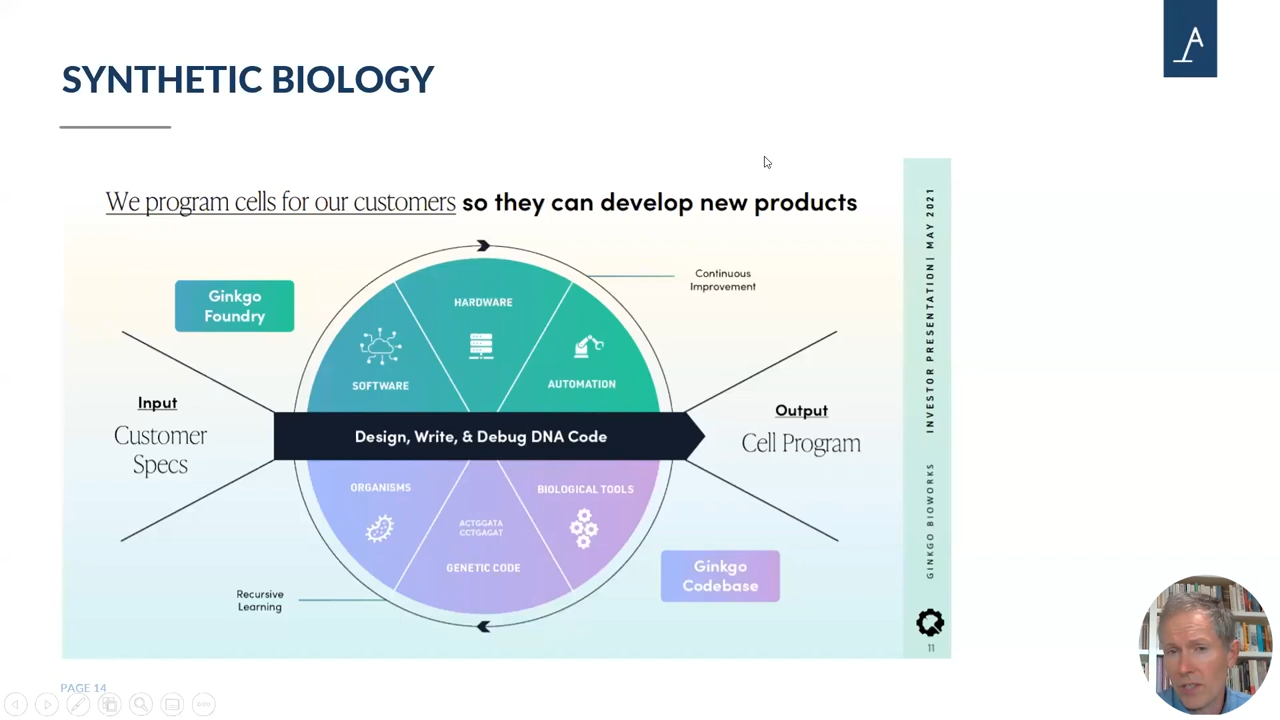 SYNTHETIC BIOLOGY
We program cells for our customers so they can develop new products
Ginkgo
Foundry
Continuous
Improvement
HARDWARE
SOFTWARE
AUTOMATION
Input
Customer
Specs
Design, Write, & Debug DNA Code
Output
Cell Program
ORGANISMS
BIOLOGICAL TOOLS
ACTGGATA
CCTGAGAT
GENETIC CODE
Ginkgo
Codebase
Recursive
Learning
GINKGO BIOWORKS INVESTOR PRESENTATION| MAY 2021
11
PAGE 14